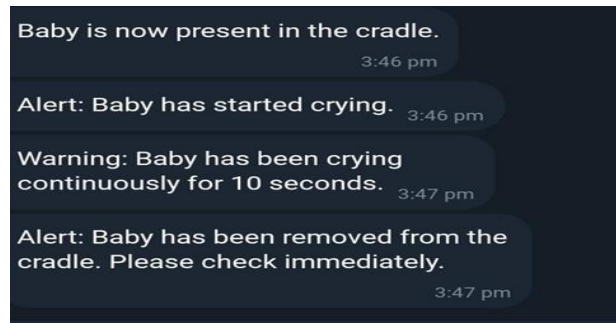 Baby is now present in the cradle.
3:46 pm
Alert: Baby has started crying. 3:46 pm
Warning: Baby has been crying
continuously for 10 seconds. 3:47 pm
Alert: Baby has been removed from the
cradle. Please check immediately.
3:47 pm